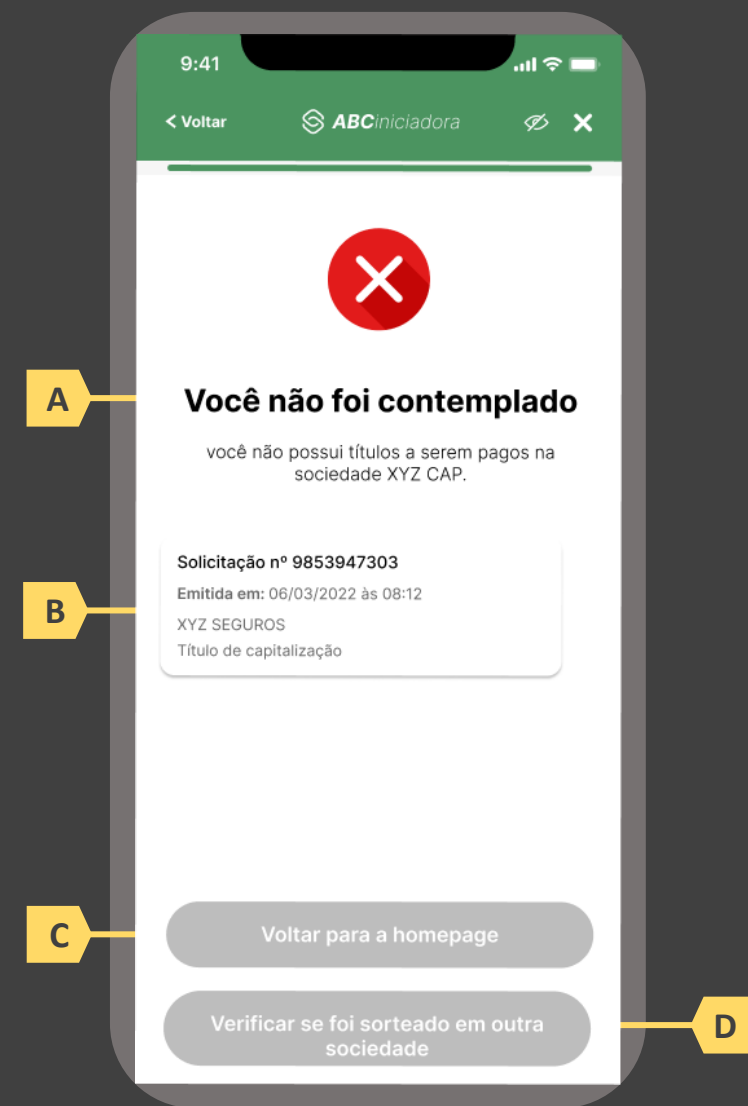 9:41
< Voltar
ABCiniciadora
A
Você não foi contemplado
você não possui títulos a serem pagos na
sociedade XYZ CAP.
B
Solicitação nº 9853947303
Emitida em: 06/03/2022 às 08:12
XYZ SEGUROS
Título de capitalização
C
Voltar para a homepage
Verificar se foi sorteado em outra
sociedade
D